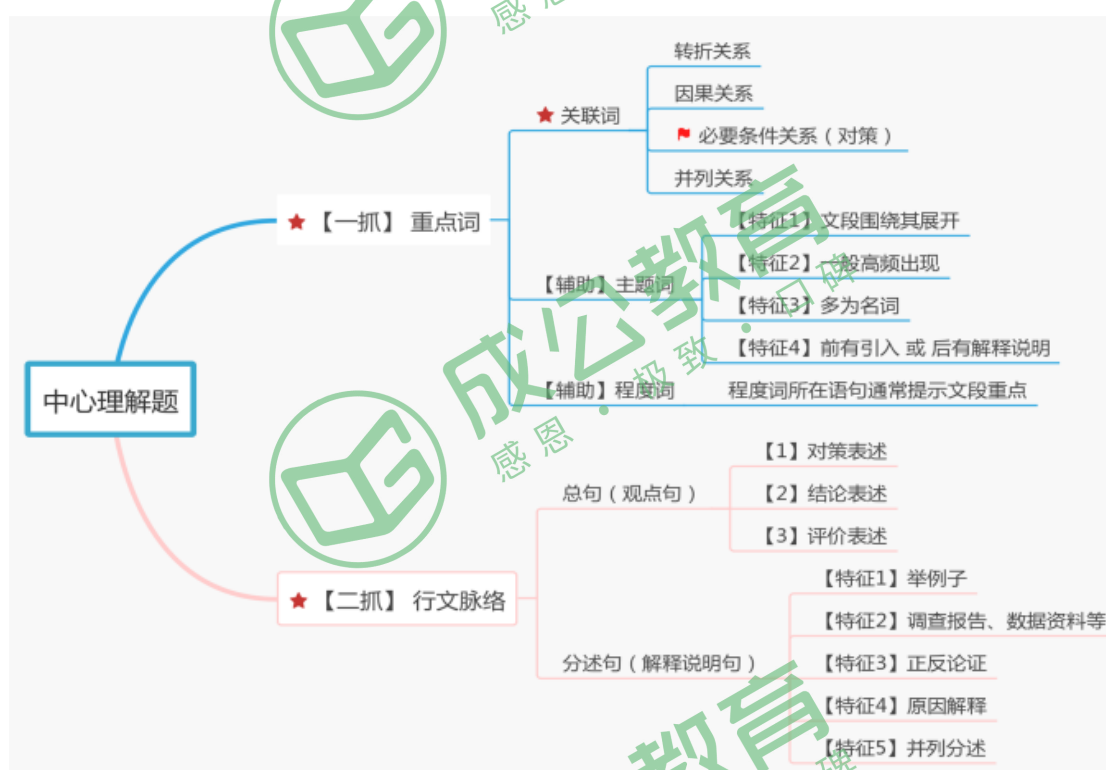 感恩
转折关系
因果关系
关联词
必要条件关系（对策）
并列关系
【一抓】 重点词
【特征1】文段围绕其展开
【特征2】一般高频出现
【辅助】主题词
【特征3】多为名词
【特征4】前有引入 或 后有解释说明
【辅助】程度词
程度词所在语句通常提示文段重点
中心理解题
成公教育
感恩·极致·口碑
【1】对策表述
总句（观点句）
【2】结论表述
【3】评价表述
【二抓】 行文脉络
【特征1】举例子
【特征2】调查报告、数据资料等
分述句（解释说明句）
【特征3】正反论证
【特征4】原因解释
【特征5】并列分述
教育
碑